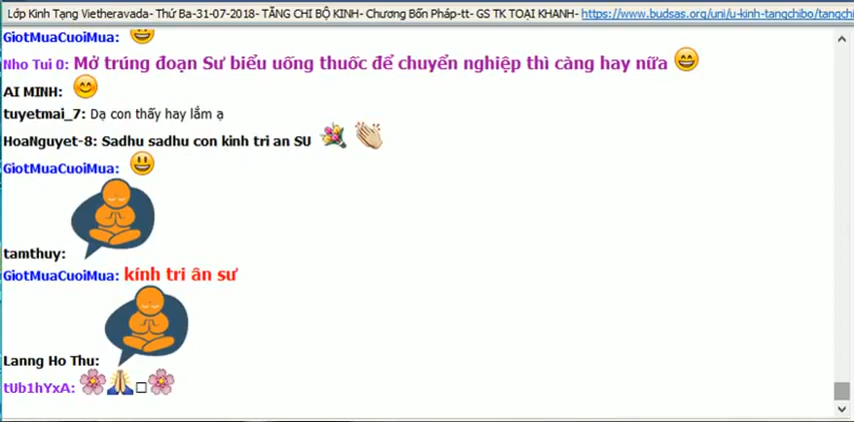 Lớp Kinh Tạng Vietheravada- Thứ Ba-31-07-2018- TĂNG CHI BỘ KINH- Chương Bốn Pháp-tt- GS TK TOẠI KHANH- https://www.budsas.org/uni/u-kinh-tangchibo/tangchi
GiotMuaCuoiMua: 😄
Nho Tui 0: Mở trúng đoạn Sư biểu uống thuốc để chuyển nghiệp thì càng hay nữa 😄
AI MINH: 😊
tuyetmai_7: Dạ con thấy hay lắm ạ
HoaNguyet-8: Sadhu sadhu con kinh tri an SU 💐 👏
GiotMuaCuoiMua: 😃
tamthuy:
GiotMuaCuoiMua: kính tri ân sư
Lanng Ho Thu:
tUb1hYxA: 🌸🙏□🌸